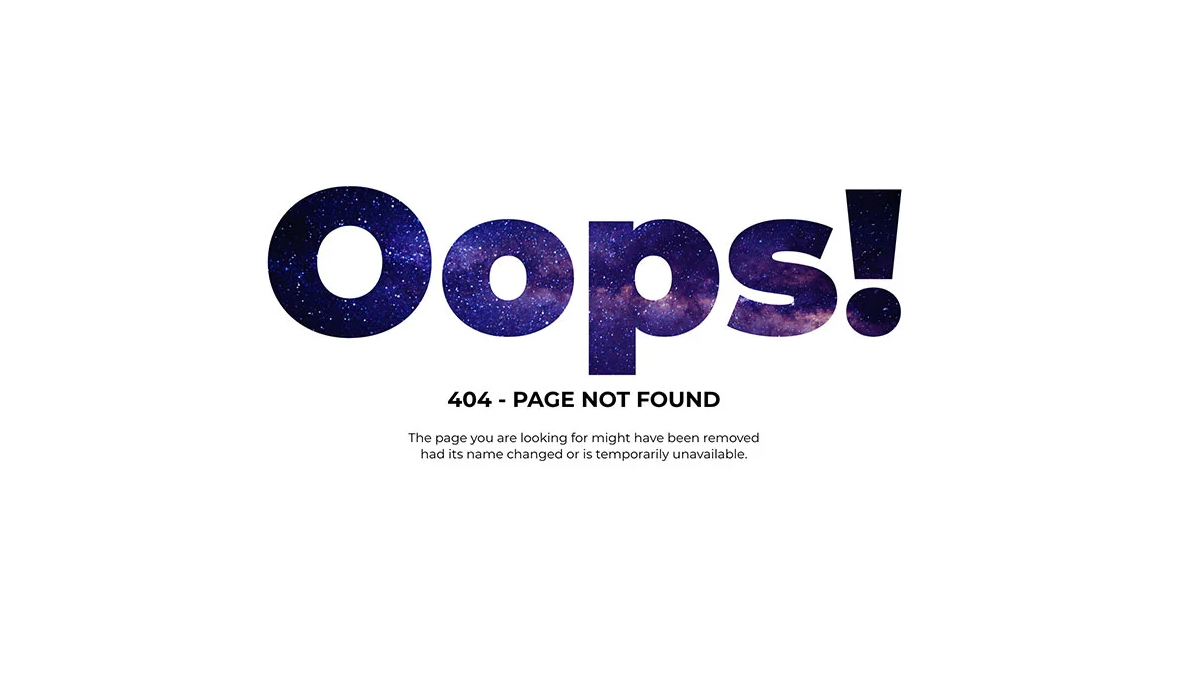 Oops!
404 - PAGE NOT FOUND
The page you are looking for might have been removed
had its name changed or is temporarily unavailable.